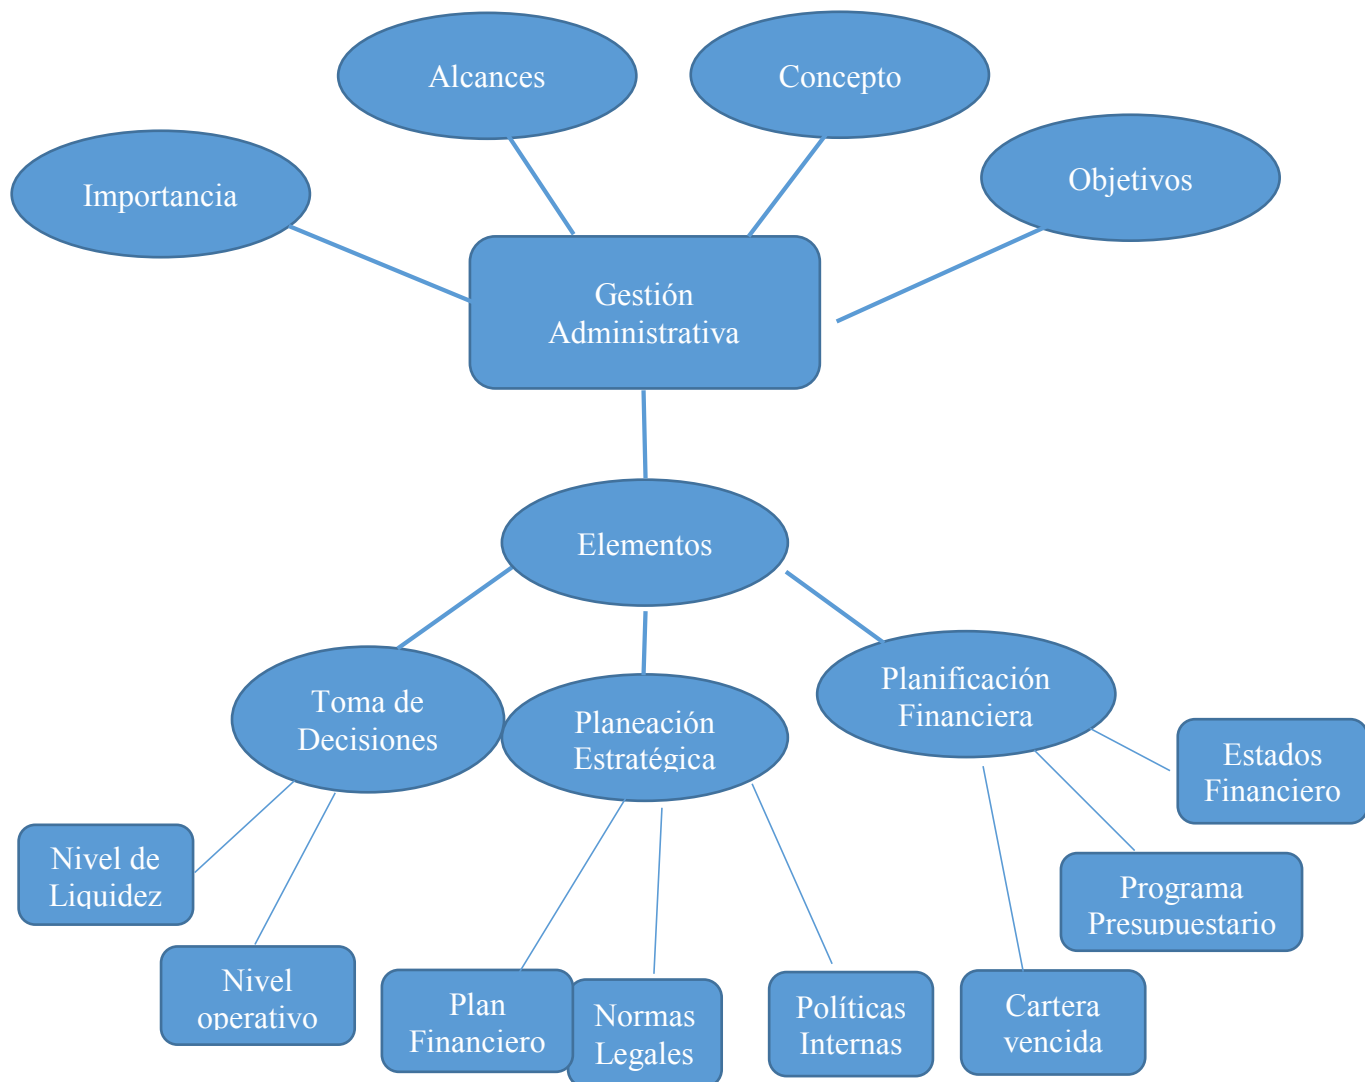 Alcances
Concepto
Importancia
Objetivos
Gestión
Administrativa
Elementos
Toma de
Decisiones
Planeación
Estratégica
Planificación
Financiera
Estados
Financiero
Nivel de
Liquidez
Programa
Presupuestario
Nivel
operativo
Plan
Financiero
Normas
Legales
Políticas
Internas
Cartera
vencida